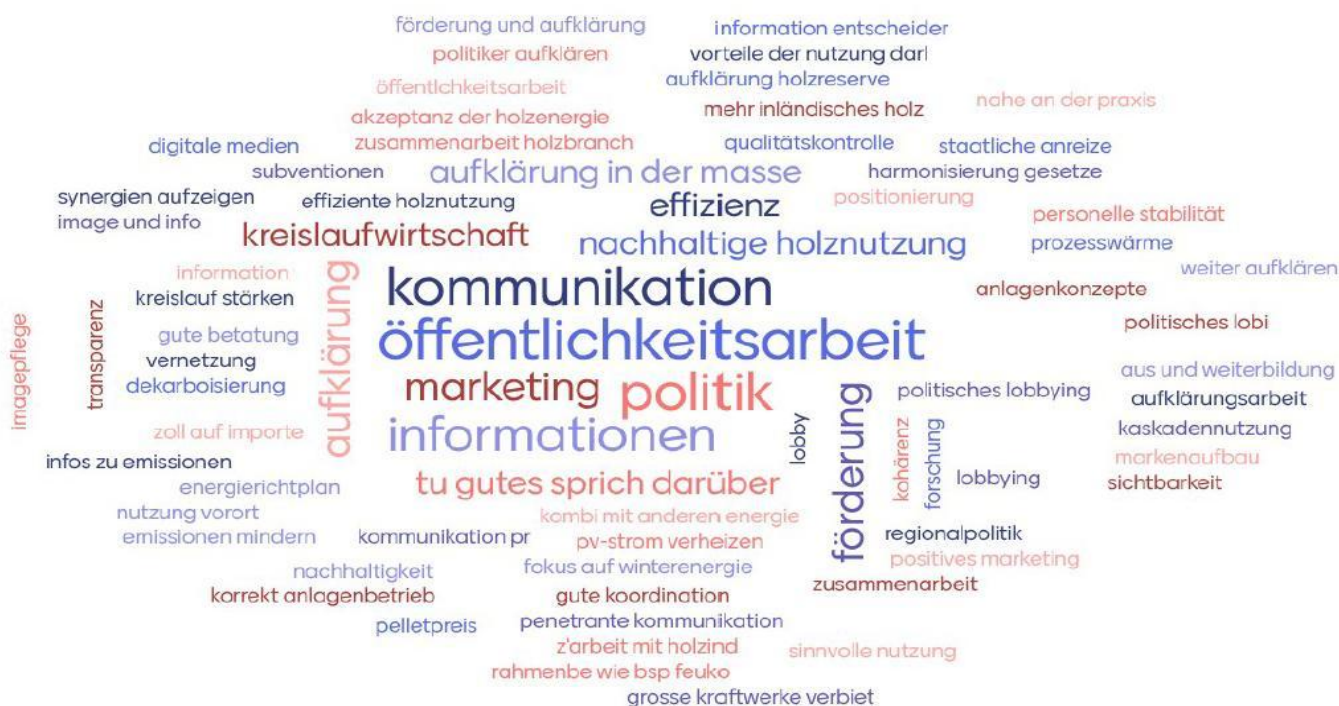 förderung und aufklärung
information entscheider
politiker aufklären
vorteile der nutzung darl
öffentlchkeitsarbeit
aufklärung holzreserve
akzeptanz der holzenergie
mehr inländisches holz
nahe an der praxis
digitale medien
zusammenarbeit holzbranch
qualitätskontrolle
staatliche anreize
subventionen
aufklärung in der masse
harmonisierung gesetze
synergien aufzeigen
effiziente holznutzung
effizienz
positionierung
image und info
kreislaufwirtschaft
nachhaltige holznutzung
personelle stabilität
prozesswärme
information
aufklärung
kommunikation
weiter aufklären
kreislauf stärken
anlagenkonzepte
imagepflege
transparenz
gute betatung
öffentlichkeitsarbeit
politisches lobi
vernetzung
dekarboisierung
marketing
politik
förderung
politisches lobbying
aus und weiterbildung
aufklärungsarbeit
zoll auf importe
informationen
lobby
kohärenz
forschung
kaskadennutzung
infos zu emissionen
markenaufbau
energierichtplan
tu gutes sprich darüber
lobbying
sichtbarkeit
nutzung vorort
kombi mit anderen energie
emissionen mindern
kommunikation pr
pv-strom verheizen
regionalpolitik
positives marketing
nachhaltigkeit
fokus auf winterenergie
zusammenarbeit
korrekt anlagenbetrieb
gute koordination
pelletpreis
penetrante kommunikation
z'arbeit mit holzind
sinnvolle nutzung
rahmenbe wie bsp feuko
grosse kraftwerke verbiet